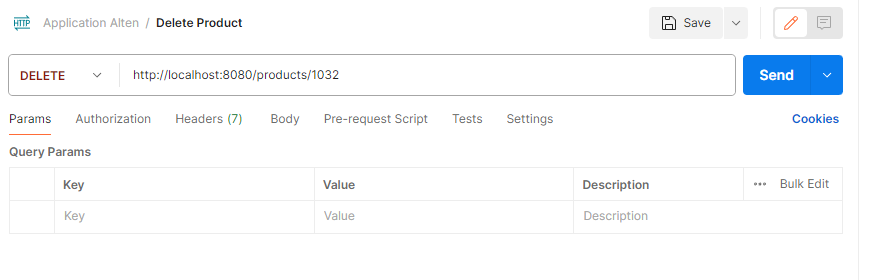 HTTP Application Alten / Delete Product Save
DELETE http://localhost:8080/products/1032 Send
Params Authorization Headers (7) Body Pre-request Script Tests Settings Cookies
Query Params
Key Value Description ••• Bulk Edit
Key Value Description